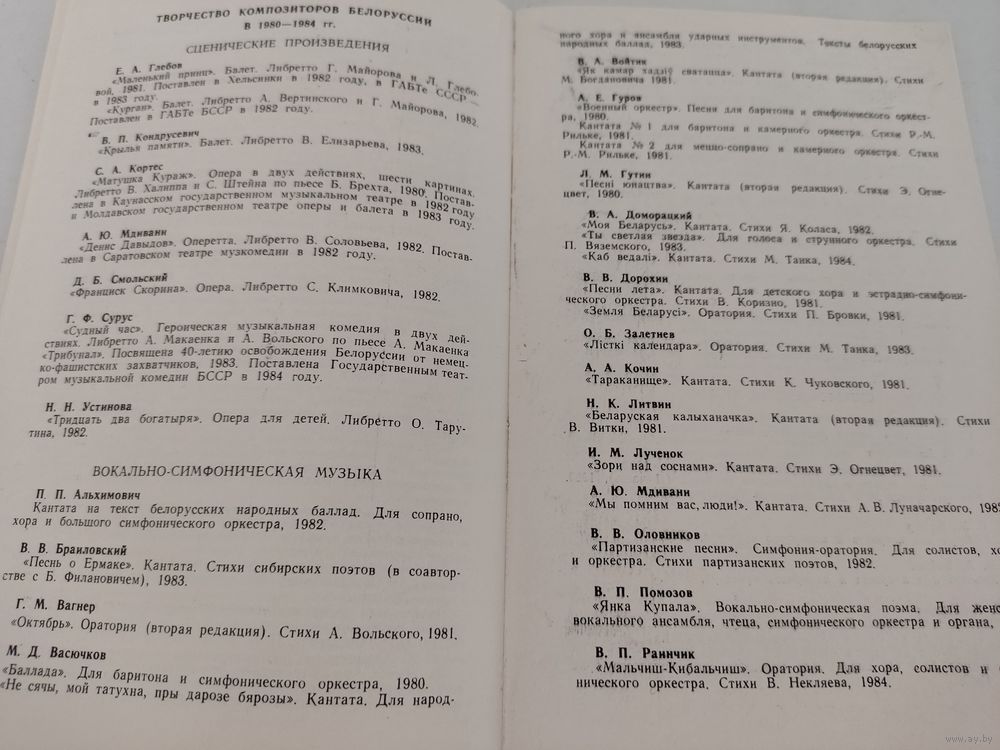 ТВОРЧЕСТВО КОМПОЗИТОРОВ БЕЛОРУССИИ
В 1980—1984 гг.
СЦЕНИЧЕСКИЕ ПРОИЗВЕДЕНИЯ
Е. А. Глебов
«Маленький принц». Балет. Либретто Г. Майорова и Л. Глебо-
вой, 1981. Поставлен в Хельсинки в 1982 году, в ГАБТе СССР —
в 1983 году.
«Курган». Балет. Либретто А. Вертинского и Г. Майорова, 1982.
Поставлен в ГАБТе БССР в 1982 году.
В. П. Кондрусевич
«Крылья памяти». Балет. Либретто В. Елизарьева, 1983.
С. А. Кортес
«Матушка Кураж». Опера в двух действиях, шести картинах.
Либретто В. Халиппа и С. Штейна по пьесе Б. Брехта, 1980. Постав-
лена в Каунасском государственном музыкальном театре в 1982 году
и Молдавском государственном театре оперы и балета в 1983 году.
А. Ю. Мдивани
«Денис Давыдов». Оперетта. Либретто В. Соловьева, 1982. Постав-
лена в Саратовском театре музкомедии в 1982 году.
Д. Б. Смольский
«Франциск Скорина». Опера. Либретто С. Климковича, 1982.
Г. Ф. Сурус
«Судный час». Героическая музыкальная комедия в двух дей-
ствиях. Либретто А. Макаенка и А. Вольского по пьесе А. Макаенка
«Трибунал». Посвящена 40-летию освобождения Белоруссии от немец-
ко-фашистских захватчиков, 1983. Поставлена Государственным теат-
ром музыкальной комедии БССР в 1984 году.
Н. Н. Устинова
«Тридцать два богатыря». Опера для детей. Либретто О. Тару-
тина, 1982.
ВОКАЛЬНО-СИМФОНИЧЕСКАЯ МУЗЫКА
П. П. Альхимович
Кантата на текст белорусских народных баллад. Для сопрано,
хора и большого симфонического оркестра, 1982.
В. В. Браиловский
«Песнь о Ермаке». Кантата. Стихи сибирских поэтов (в соавтор-
стве с Б. Филановичем), 1983.
Г. М. Вагнер
«Октябрь». Оратория (вторая редакция). Стихи А. Вольского, 1981.
М. Д. Васючков
«Баллада». Для баритона и симфонического оркестра, 1980.
«Не сячы, мой татухна, пры дарозе бярозы». Кантата. Для народ-
ного хора и ансамбля ударных инструментов. Тексты белорусских
народных баллад, 1983.
В. А. Войтик
«Як камар хадзіў сватацца». Кантата (вторая редакция). Стихи
М. Богдановича 1981.
Л. Е. Гуров
«Военный оркестр». Песни для баритона и симфонического оркест-
ра, 1980.
Кантата № 1 для баритона и камерного оркестра. Стихи Р.-М.
Рильке, 1981.
Кантата № 2 для меццо-сопрано и камерного оркестра. Стихи
Р.-М. Рильке, 1981.
Л. М. Гутин
«Песні юнацтва». Кантата (вторая редакция). Стихи Э. Огне-
цвет, 1980.
В. А. Доморацкий
«Моя Беларусь». Кантата. Стихи Я. Коласа, 1982.
«Ты светлая звезда». Для голоса и струнного оркестра. Стихи
П. Вяземского, 1983.
«Каб ведалі». Кантата. Стихи М. Танка, 1984.
В. В. Дорохин
«Песни лета». Кантата. Для детского хора и эстрадно-симфони-
ческого оркестра. Стихи В. Коризно, 1981.
«Земля Беларусі». Оратория. Стихи П. Бровки, 1981.
О. Б. Залетнев
«Лісткі календара». Оратория. Стихи М. Танка, 1983.
А. А. Кочин
«Тараканище». Кантата. Стихи К. Чуковского, 1981.
Н. К. Литвин
«Беларуская калыханачка». Кантата (вторая редакция). Стихи
В. Витки, 1981.
И. М. Лученок
«Зори над соснами». Кантата. Стихи Э. Огнецвет, 1981.
А. Ю. Мдивани
«Мы помним вас, люди!». Кантата. Стихи А. В. Луначарского, 198
В. В. Оловников
«Партизанские песни». Симфония-оратория. Для солистов, хо
и оркестра. Стихи партизанских поэтов, 1982.
В. П. Помозов
«Янка Купала». Вокально-симфоническая поэма. Для женс
вокального ансамбля, чтеца, симфонического оркестра и органа,
В. П. Раинчик
«Мальчиш-Кибальчиш». Оратория. Для хора, солистов и
нического оркестра. Стихи В. Некляева, 1984.
www.ay.by